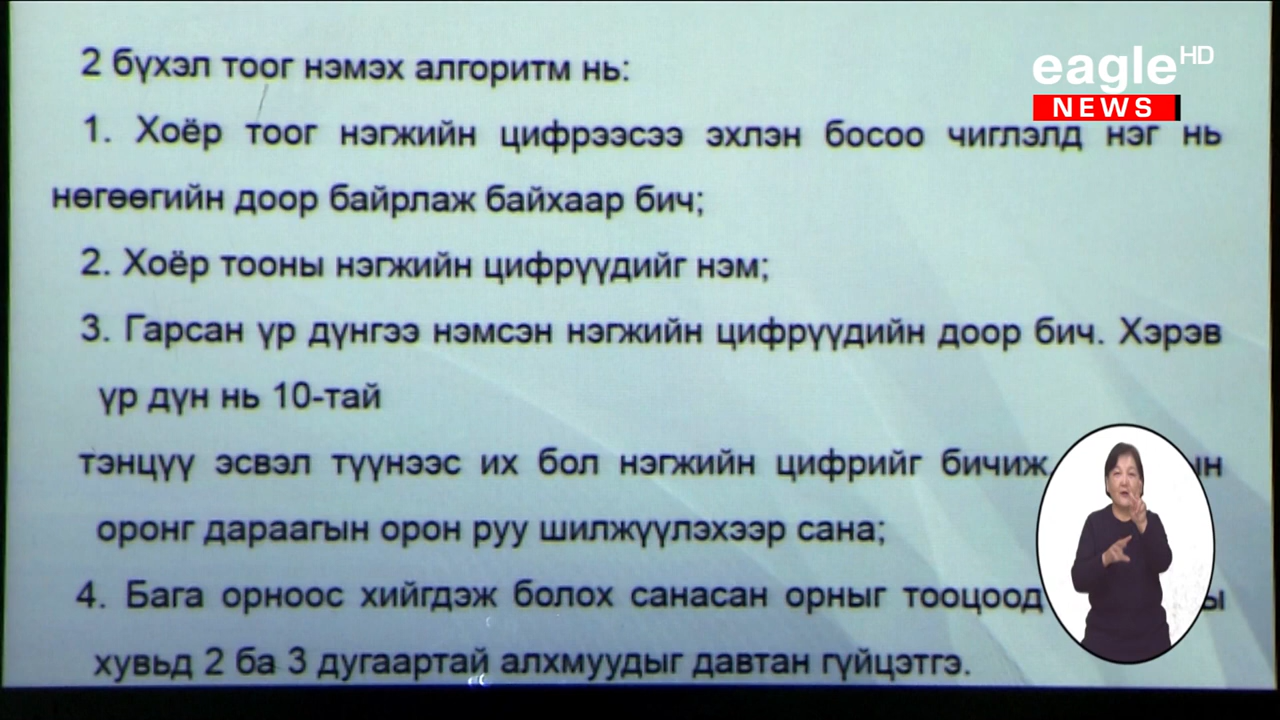 eagle HD
NEWS
2 бүхэл тоог нэмэх алгоритм нь:
1. Хоёр тоог нэгжийн цифрээсээ эхлэн босоо чиглэлд нэг нь
нөгөөгийн доор байрлаж байхаар бич;
2. Хоёр тооны нэгжийн цифрүүдийг нэм;
3. Гарсан үр дүнгээ нэмсэн нэгжийн цифрүүдийн доор бич. Хэрэв
үр дүн нь 10-тай
тэнцүү эсвэл түүнээс их бол нэгжийн цифрийг бичиж
оронг дараагын орон руу шилжүүлэхээр сана;
4. Бага орноос хийгдэж болох санасан орныг тооцоод
хувьд 2 ба 3 дугаартай алхмуудыг давтан гүйцэтгэ.